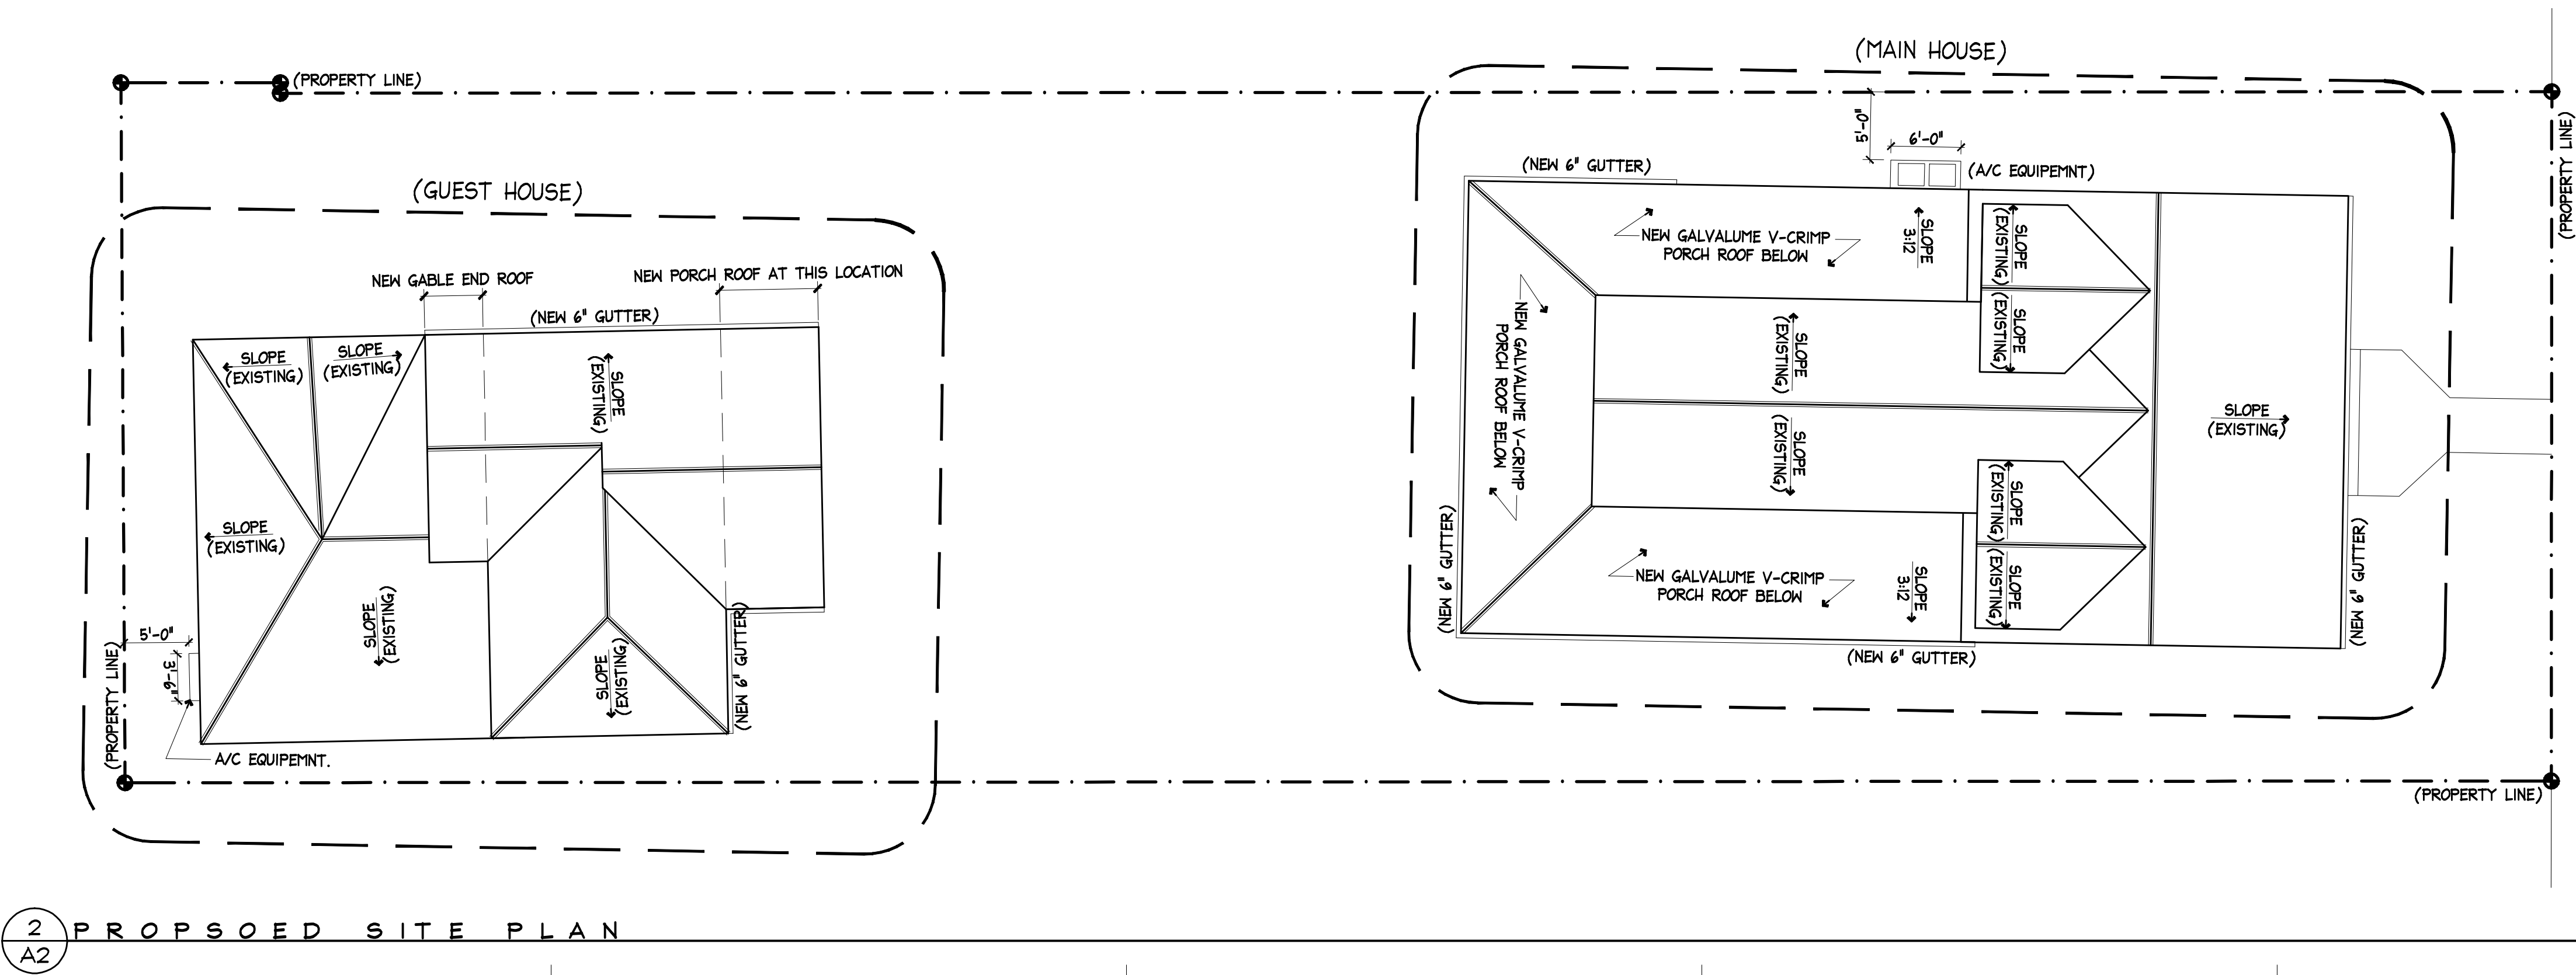 (MAIN HOUSE)
(PROPERTY LINE)
(PROPERTY LINE)
5'-0"
6'-0"
(A/C EQUIPEMNT)
(NEW 6" GUTTER)
(GUEST HOUSE)
NEW GALVALUME V-CRIMP
PORCH ROOF BELOW
SLOPE
3:12
SLOPE
(EXISTING)
SLOPE
(EXISTING)
NEW GABLE END ROOF
NEW PORCH ROOF AT THIS LOCATION
(NEW 6" GUTTER)
SLOPE
(EXISTING)
SLOPE
(EXISTING)
SLOPE
(EXISTING)
NEW GALVALUME V-CRIMP
PORCH ROOF BELOW
SLOPE
(EXISTING)
SLOPE
(EXISTING)
SLOPE
(EXISTING)
SLOPE
(EXISTING)
SLOPE
(EXISTING)
SLOPE
(EXISTING)
SLOPE
(EXISTING)
SLOPE
(EXISTING)
NEW GALVALUME V-CRIMP
PORCH ROOF BELOW
SLOPE
3:12
(NEW 6" GUTTER)
(NEW 6" GUTTER)
(NEW 6" GUTTER)
5'-0"
3'-6"
(PROPERTY LINE)
SLOPE
(EXISTING)
(NEW 6" GUTTER)
A/C EQUIPEMNT.
(PROPERTY LINE)
2
A2
PROPSOED SITE PLAN